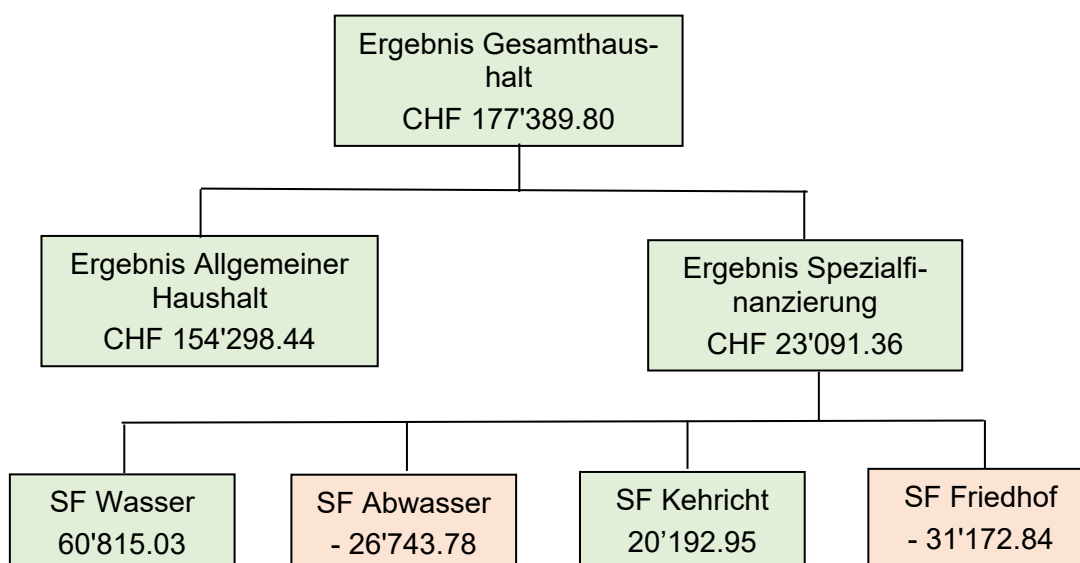 Ergebnis Gesamthaus-
halt
CHF 177'389.80
Ergebnis Allgemeiner
Haushalt
CHF 154'298.44
Ergebnis Spezialfi-
nanzierung
CHF 23'091.36
SF Wasser
60'815.03
SF Abwasser
- 26'743.78
SF Kehricht
20’192.95
SF Friedhof
- 31'172.84